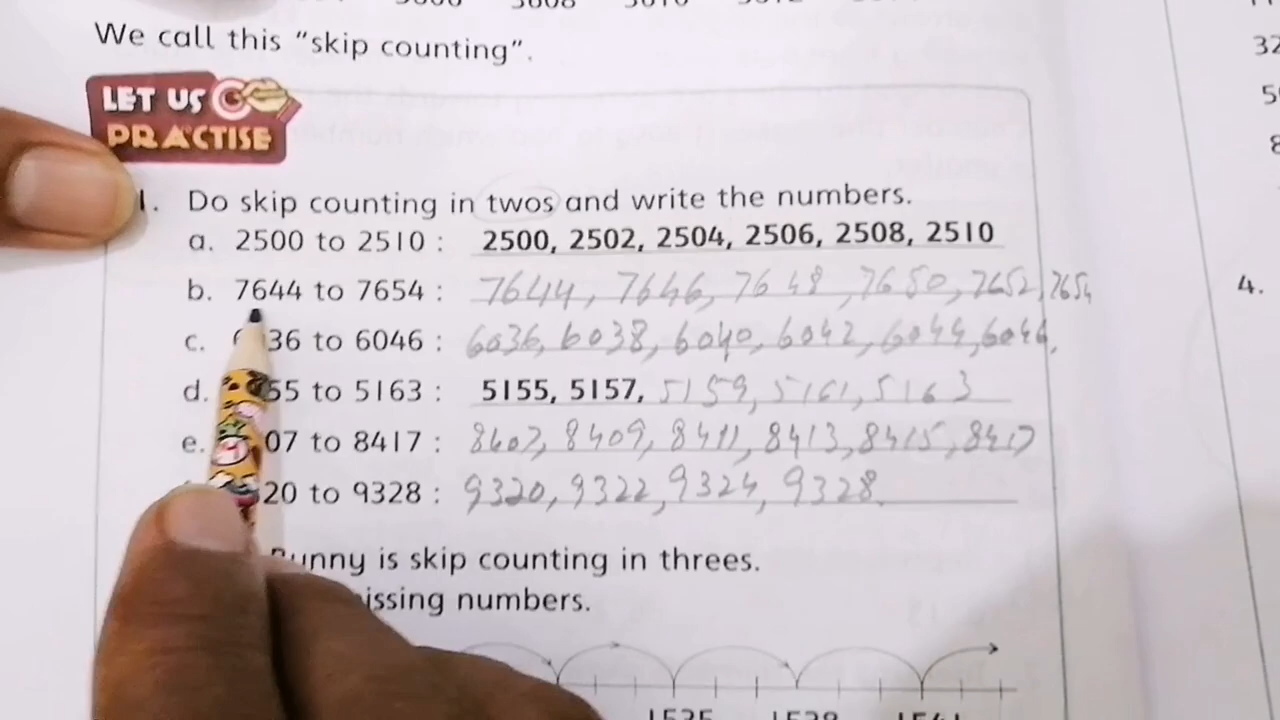 We call this "skip counting".
LET US
PRACTISE
1. Do skip counting in twos and write the numbers.
a. 2500 to 2510 : 2500, 2502, 2504, 2506, 2508, 2510
b. 7644 to 7654 : 7644, 7646, 7648, 7650, 7652, 7654
c. 36 to 6046 : 6036, 6038, 6040, 6042, 6044, 6046.
d. 55 to 5163 : 5155, 5157, 5159, 5161, 5163
e. 07 to 8417 : 8407, 8409, 8411, 8413, 8415, 8417
20 to 9328 : 9320, 9322, 9324, 9328.
Bunny is skip counting in threes.
issing numbers.
4.